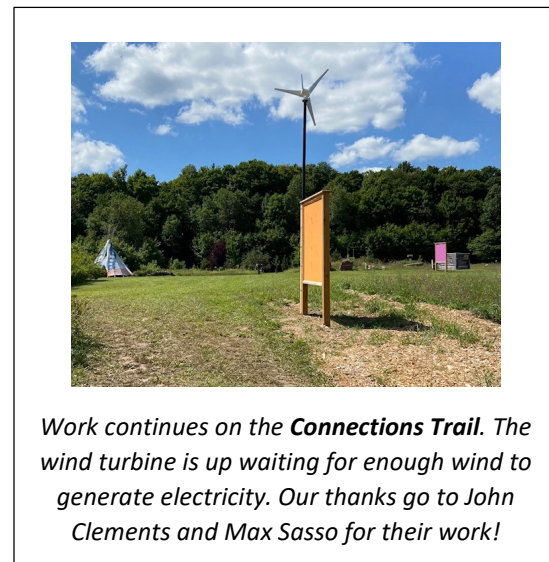 Work continues on the Connections Trail. The
wind turbine is up waiting for enough wind to
generate electricity. Our thanks go to John
Clements and Max Sasso for their work!